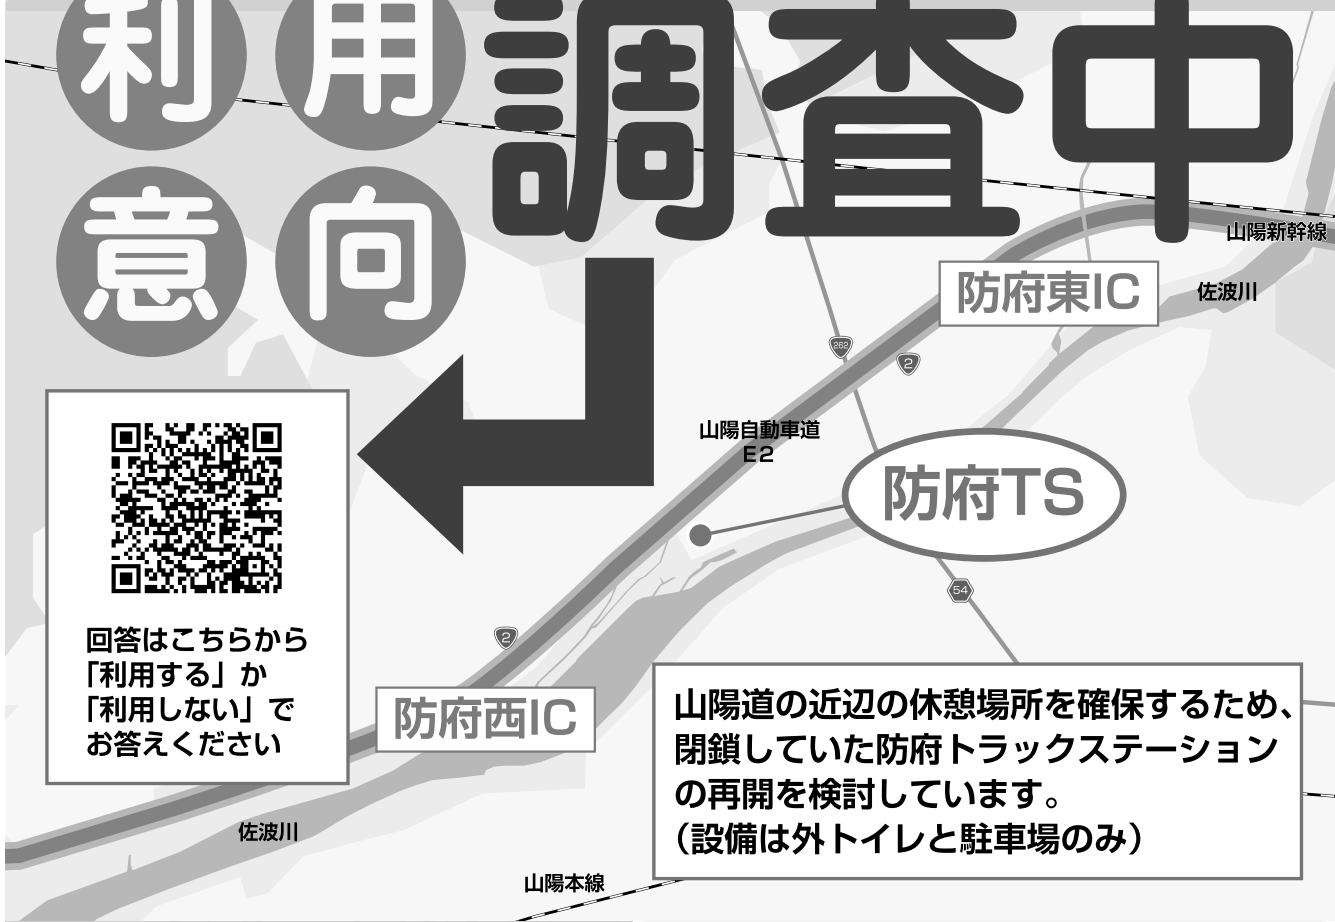 利用
意向
調査中
山陽新幹線
防府東IC
佐波川
262
2
山陽自動車道
E2
防府TS
54
2
回答はこちらから
「利用する」か
「利用しない」で
お答えください
防府西IC
山陽道の近辺の休憩場所を確保するため、
閉鎖していた防府トラックステーション
の再開を検討しています。
（設備は外トイレと駐車場のみ）
佐波川
山陽本線